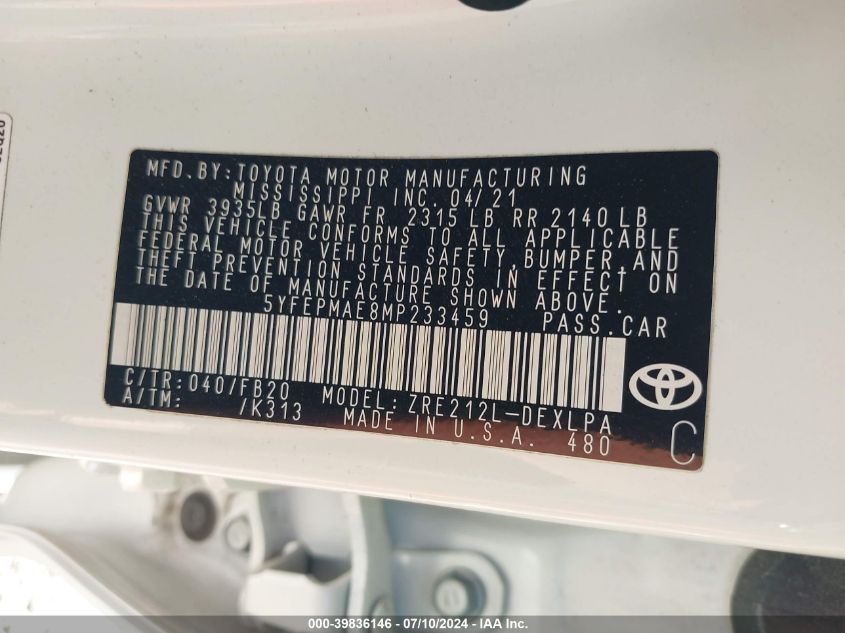 MFD. BY: TOYOTA MOTOR MANUFACTURING
MISSISSIPPI INC. 04/21
GVWR 3935LB GAWR FR 2315 LB RR 2140 LB
THIS VEHICLE CONFORMS TO ALL APPLICABLE
FEDERAL MOTOR VEHICLE SAFETY, BUMPER, AND
THEFT PREVENTION STANDARDS IN EFFECT ON
THE DATE OF MANUFACTURE SHOWN ABOVE.
5YFEPMAE8MP233459 PASS. CAR
C/TR: 040/FB20 MODEL: ZRE212L-DEXLPA
A/TM: /K313 MADE IN U.S.A. 480
C
000-39836146 - 07/10/2024 - IAA Inc.